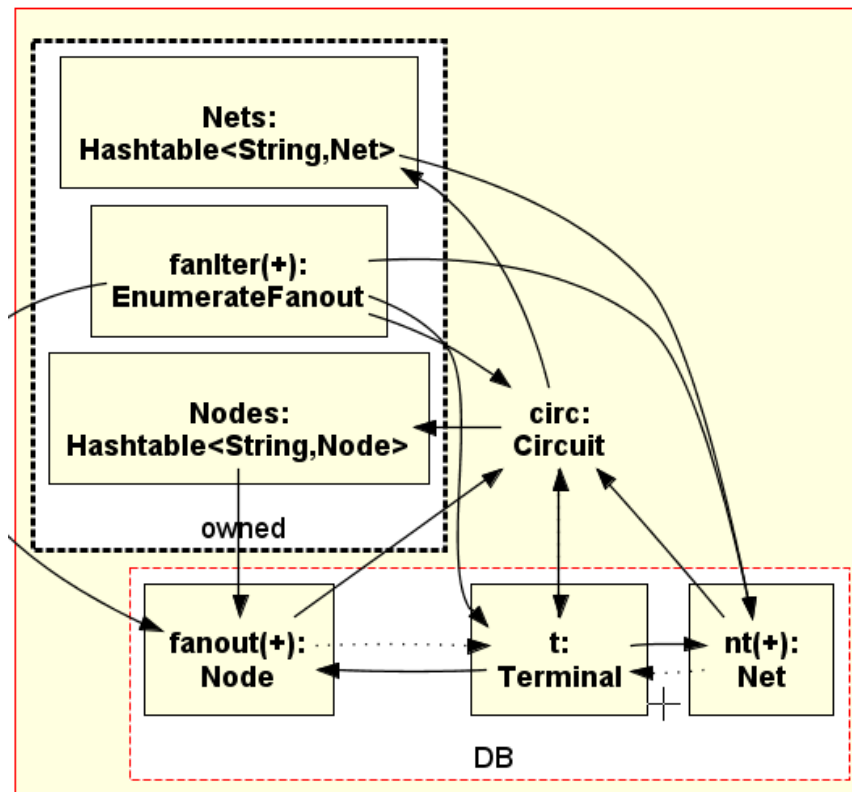 Nets:
Hashtable<String,Net>
fanIter(+):
EnumerateFanout
Nodes:
Hashtable<String,Node>
circ:
Circuit
owned
fanout(+):
Node
t:
Terminal
nt(+):
Net
DB